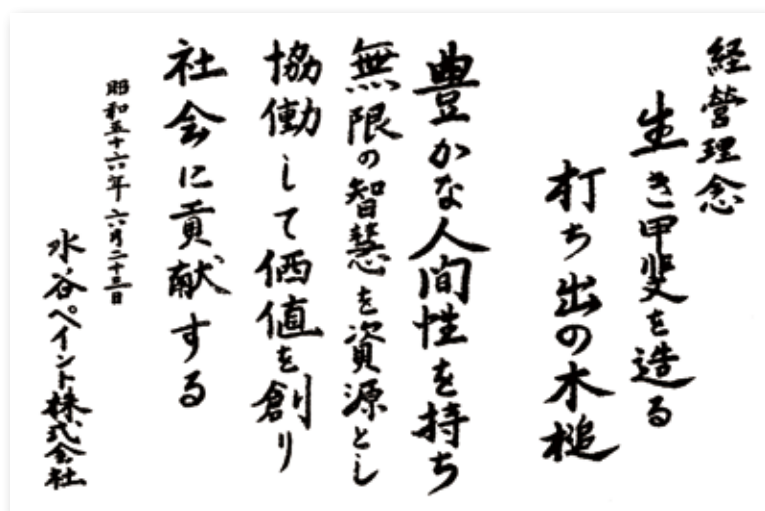 経営理念
生き甲斐を造る
打ち出の木槌
豊かな人間性を持ち
無限の智慧を資源とし
協働して価値を創り
社会に貢献する
昭和五十六年六月二十三日
水谷ペイント株式会社